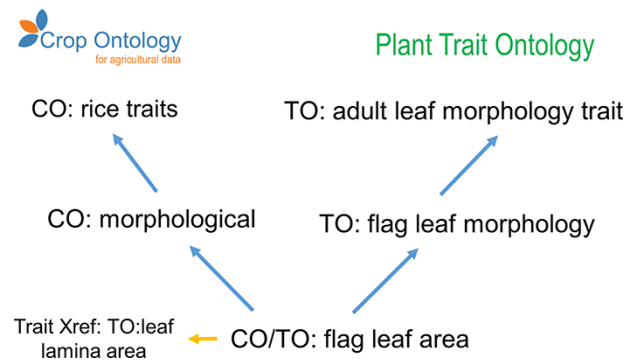 Crop Ontology
for agricultural data
Plant Trait Ontology
CO: rice traits
TO: adult leaf morphology trait
CO: morphological
TO: flag leaf morphology
Trait Xref: TO:leaf
lamina area
CO/TO: flag leaf area